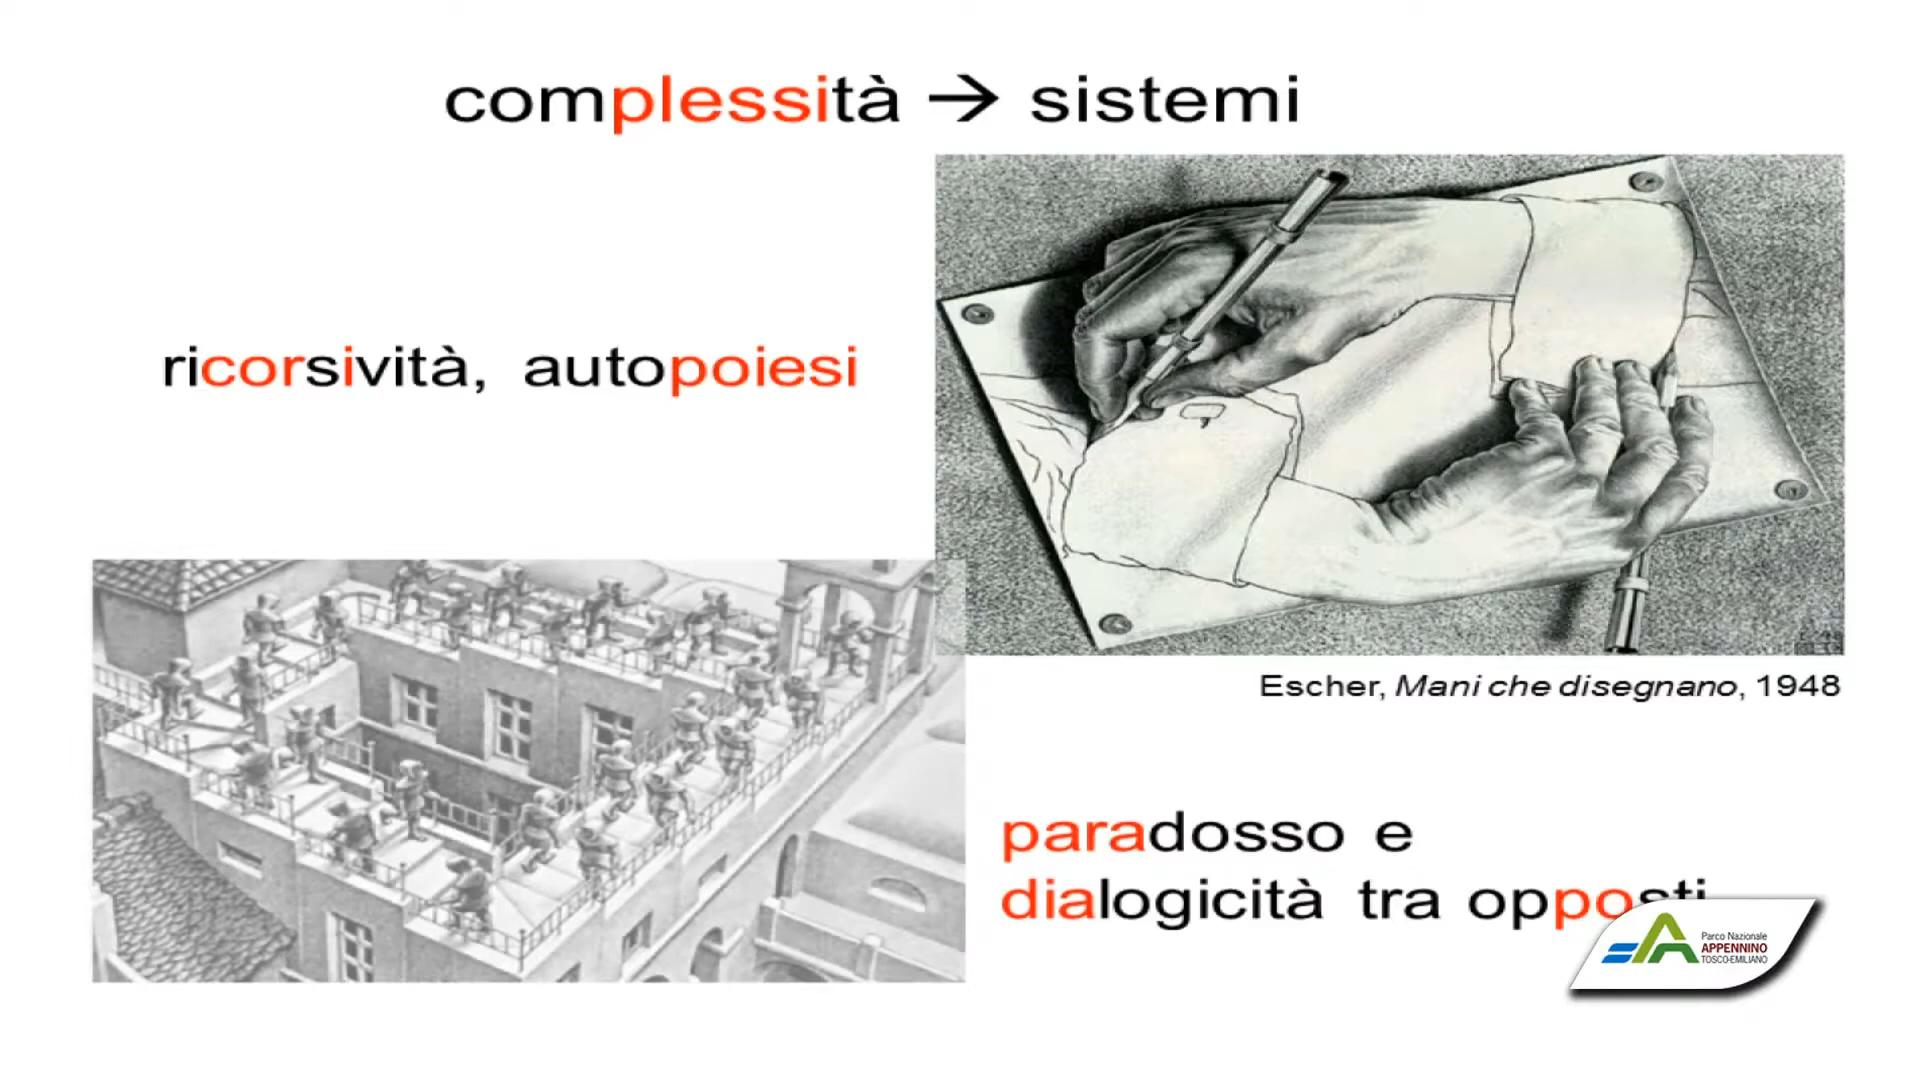 complessità → sistemi
ricorsività, autopoiesi
Escher, Mani che disegnano, 1948
paradosso e
dialogicità tra opposti
Parco Nazionale
APPENNINO
TOSCO-EMILIANO